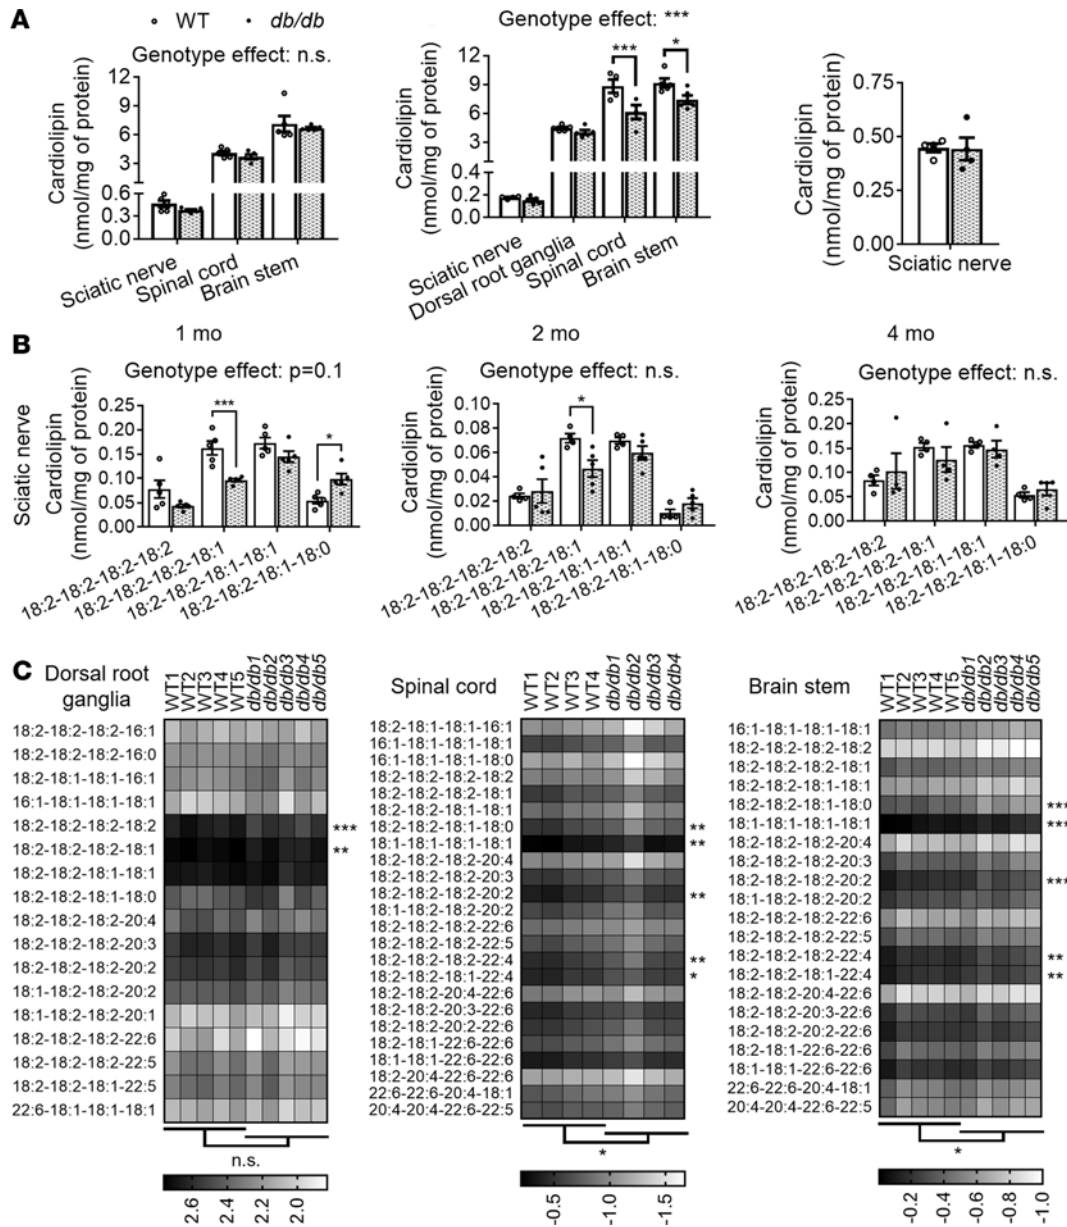 A
WT
db/db
Genotype effect: n.s.
Cardiolipin
(nmol/mg of protein)
12
9
6
3
0.6
0.3
0.0
Sciatic nerve
Spinal cord
Brain stem
Genotype effect: ***
***
*
Cardiolipin
(nmol/mg of protein)
12
9
6
3
0.4
0.2
0.0
Sciatic nerve
Dorsal root ganglia
Spinal cord
Brain stem
Cardiolipin
(nmol/mg of protein)
0.75
0.50
0.25
0.00
Sciatic nerve
B
1 mo
2 mo
4 mo
Sciatic nerve
Genotype effect: p=0.1
***
*
Cardiolipin
(nmol/mg of protein)
0.25
0.20
0.15
0.10
0.05
0.00
18:2-18:2-18:2-18:2
18:2-18:2-18:2-18:1
18:2-18:2-18:1-18:1
18:2-18:2-18:1-18:0
Genotype effect: n.s.
*
Cardiolipin
(nmol/mg of protein)
0.10
0.08
0.06
0.04
0.02
0.00
18:2-18:2-18:2-18:2
18:2-18:2-18:2-18:1
18:2-18:2-18:1-18:1
18:2-18:2-18:1-18:0
Genotype effect: n.s.
Cardiolipin
(nmol/mg of protein)
0.25
0.20
0.15
0.10
0.05
0.00
18:2-18:2-18:2-18:2
18:2-18:2-18:2-18:1
18:2-18:2-18:1-18:1
18:2-18:2-18:1-18:0
C
Dorsal root
ganglia
WT1
WT2
WT3
WT4
WT5
db/db1
db/db2
db/db3
db/db4
db/db5
18:2-18:2-18:2-16:1
18:2-18:2-18:2-16:0
18:2-18:1-18:1-16:1
16:1-18:1-18:1-18:1
18:2-18:2-18:2-18:2 ***
18:2-18:2-18:2-18:1 **
18:2-18:2-18:1-18:1
18:2-18:2-18:1-18:0
18:2-18:2-18:2-20:4
18:2-18:2-18:2-20:3
18:2-18:2-18:2-20:2
18:1-18:2-18:2-20:2
18:1-18:2-18:2-20:1
18:2-18:2-18:2-22:6
18:2-18:2-18:2-22:5
18:2-18:2-18:1-22:5
22:6-18:1-18:1-18:1
n.s.
2.6
2.4
2.2
2.0
Spinal cord
WT1
WT2
WT3
WT4
db/db1
db/db2
db/db3
db/db4
18:2-18:1-18:1-16:1
16:1-18:1-18:1-18:1
16:1-18:1-18:1-18:0
18:2-18:2-18:2-18:2
18:2-18:2-18:2-18:1
18:2-18:2-18:1-18:1
18:2-18:2-18:1-18:0 **
18:1-18:1-18:1-18:1 **
18:2-18:2-18:2-20:4
18:2-18:2-18:2-20:3
18:2-18:2-18:2-20:2 **
18:1-18:2-18:2-20:2
18:2-18:2-18:2-22:6
18:2-18:2-18:2-22:5
18:2-18:2-18:2-22:4 **
18:2-18:2-18:1-22:4 *
18:2-18:2-20:4-22:6
18:2-18:2-20:3-22:6
18:2-18:2-20:2-22:6
18:2-18:1-22:6-22:6
18:1-18:1-22:6-22:6
18:2-20:4-22:6-22:6
22:6-22:6-20:4-18:1
20:4-20:4-22:6-22:5
*
-0.5
-1.0
-1.5
Brain stem
WT1
WT2
WT3
WT4
WT5
db/db1
db/db2
db/db3
db/db4
db/db5
16:1-18:1-18:1-18:1
18:2-18:2-18:2-18:2
18:2-18:2-18:2-18:1
18:2-18:2-18:1-18:1
18:2-18:2-18:1-18:0 ***
18:1-18:1-18:1-18:1 ***
18:2-18:2-18:2-20:4
18:2-18:2-18:2-20:3
18:2-18:2-18:2-20:2 ***
18:1-18:2-18:2-20:2
18:2-18:2-18:2-22:6
18:2-18:2-18:2-22:5
18:2-18:2-18:2-22:4 **
18:2-18:2-18:1-22:4 **
18:2-18:2-20:4-22:6
18:2-18:2-20:3-22:6
18:2-18:2-20:2-22:6
18:2-18:1-22:6-22:6
18:1-18:1-22:6-22:6
22:6-22:6-20:4-18:1
20:4-20:4-22:6-22:5
*
-0.2
-0.4
-0.6
-0.8
-1.0